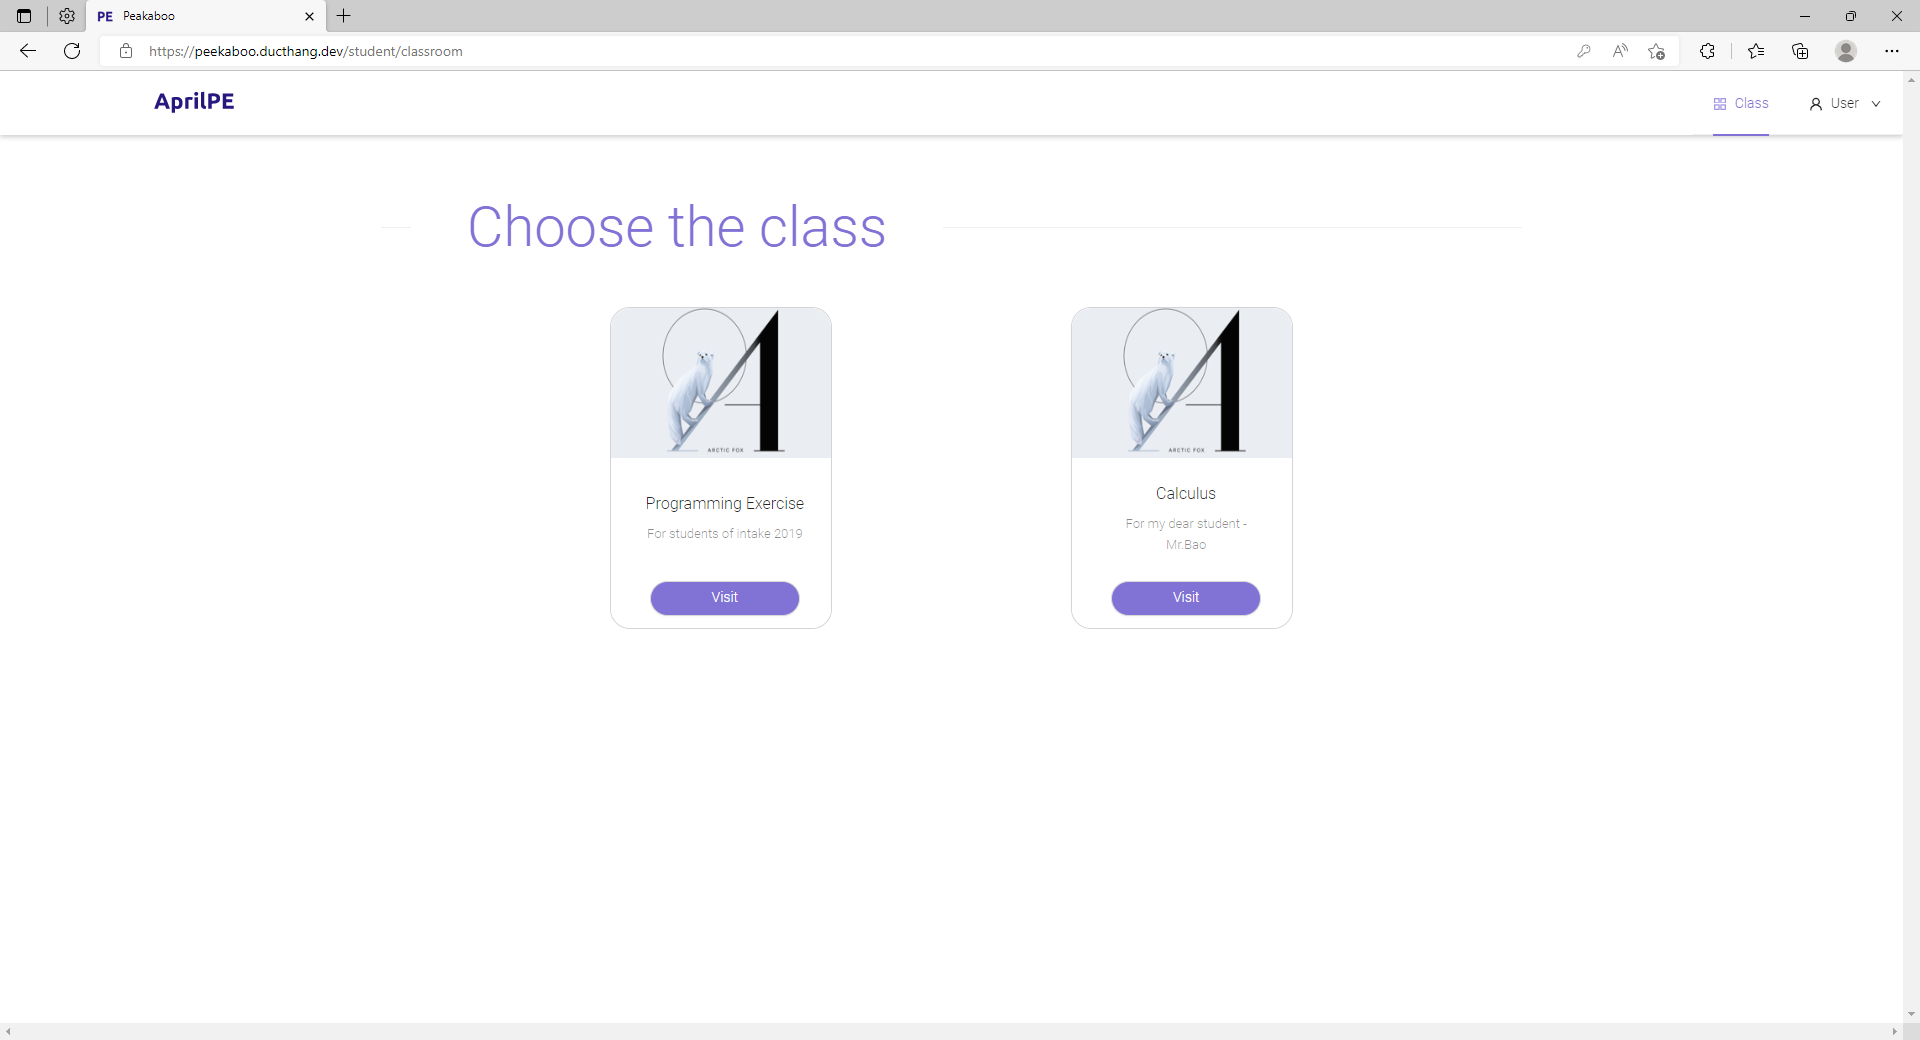 PE Peakaboo
https://peekaboo.ducthang.dev/student/classroom
AprilPE
Class
User
Choose the class
ARCTIC FOX
Programming Exercise
For students of intake 2019
Visit
ARCTIC FOX
Calculus
For my dear student -
Mr.Bao
Visit